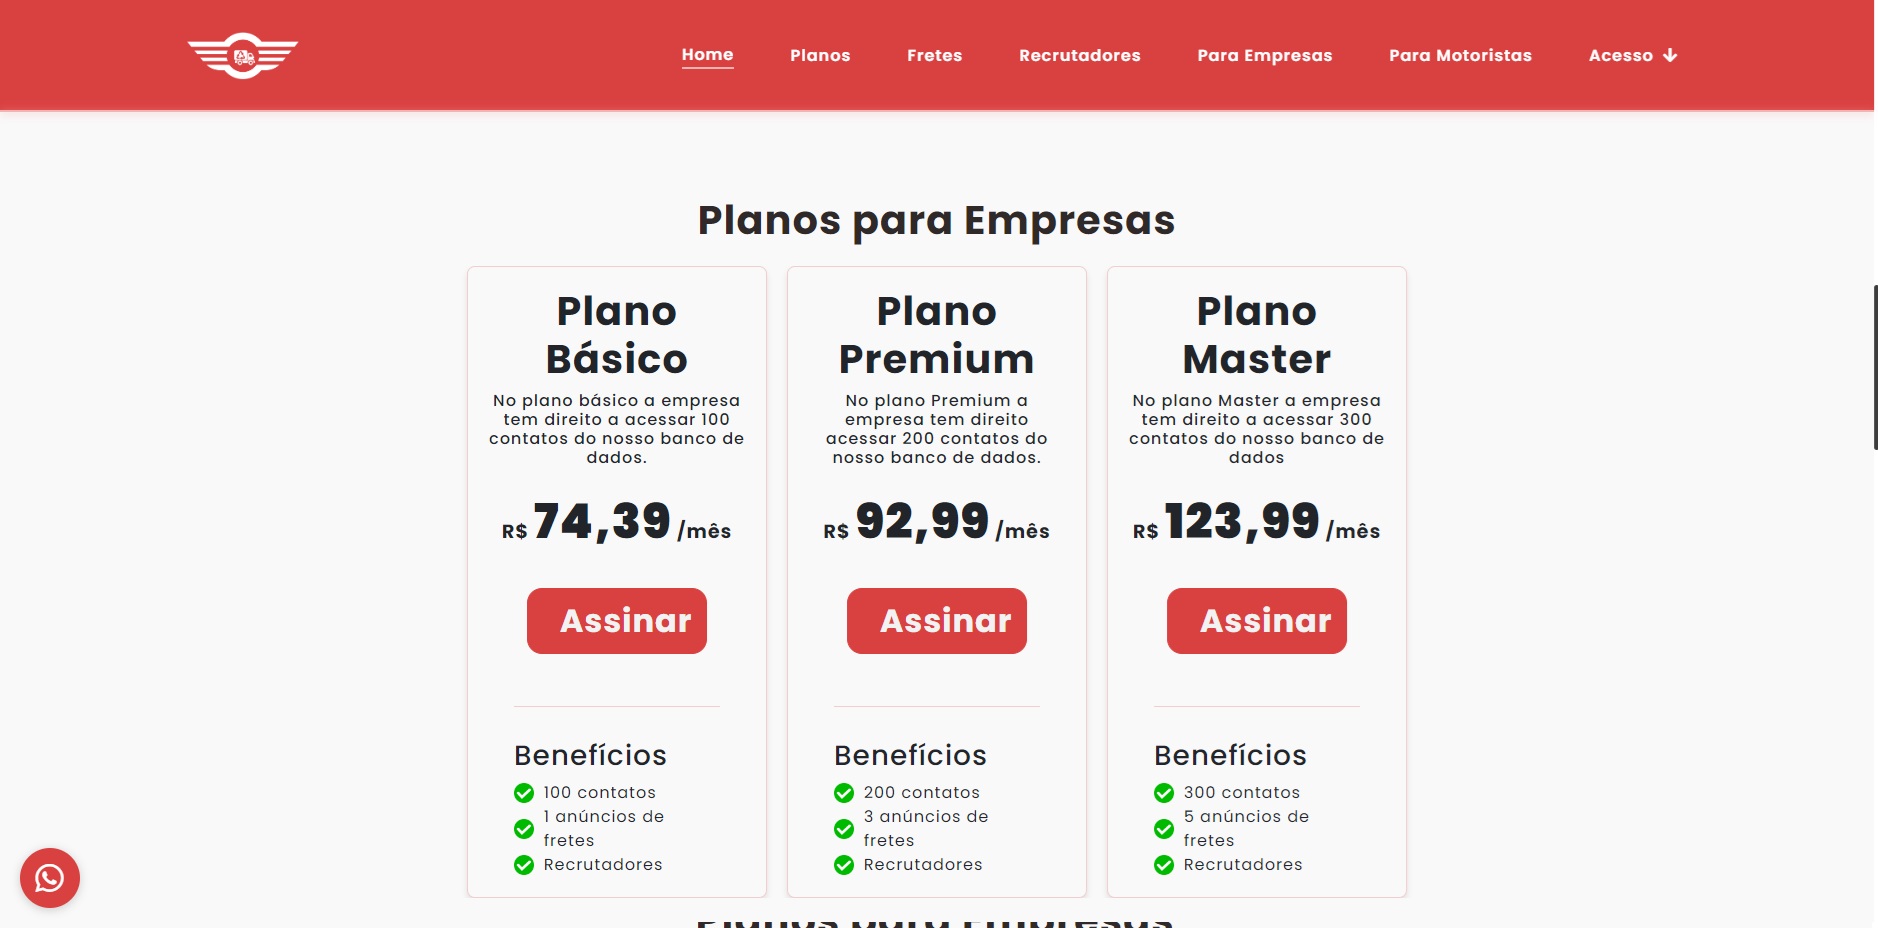 Home
Planos
Fretes
Recrutadores
Para Empresas
Para Motoristas
Acesso
Planos para Empresas
Plano
Básico
No plano básico a empresa
tem direito a acessar 100
contatos do nosso banco de
dados.
R$ 74,39 /mês
Assinar
Benefícios
100 contatos
1 anúncios de
fretes
Recrutadores
Plano
Premium
No plano Premium a
empresa tem direito
acessar 200 contatos do
nosso banco de dados.
R$ 92,99 /mês
Assinar
Benefícios
200 contatos
3 anúncios de
fretes
Recrutadores
Plano
Master
No plano Master a empresa
tem direito a acessar 300
contatos do nosso banco de
dados
R$ 123,99 /mês
Assinar
Benefícios
300 contatos
5 anúncios de
fretes
Recrutadores
Planos para Empresas